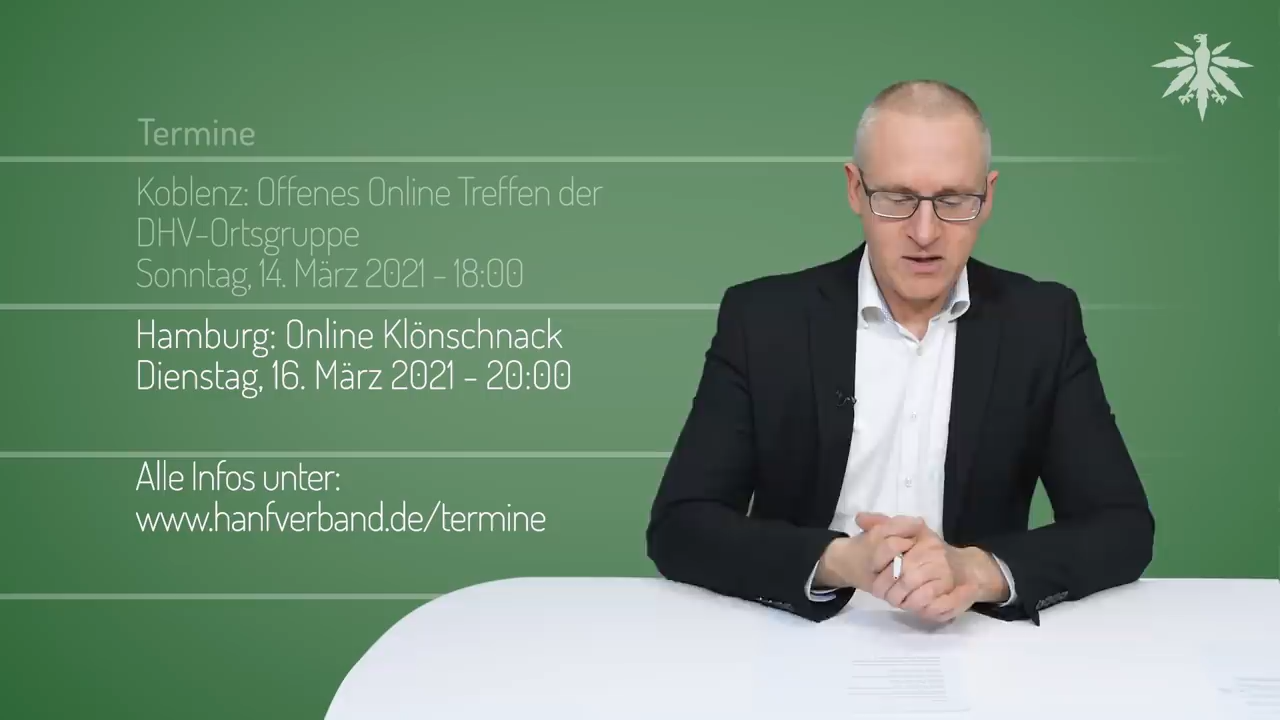 Termine
Koblenz: Offenes Online Treffen der
DHV-Ortsgruppe
Sonntag, 14. März 2021 - 18:00
Hamburg: Online Klönschnack
Dienstag, 16. März 2021 - 20:00
Alle Infos unter:
www.hanfverband.de/termine